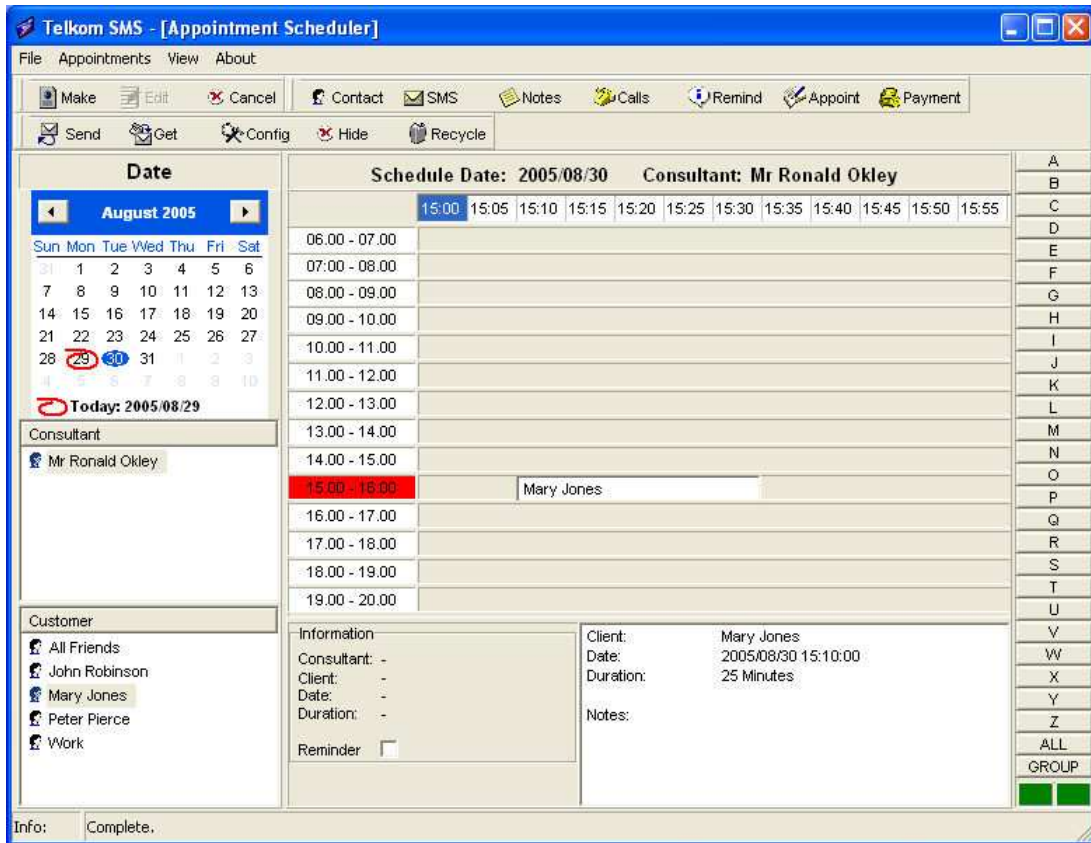 Telkom SMS - [Appointment Scheduler]
File Appointments View About
Make Edit Cancel Contact SMS Notes Calls Remind Appoint Payment
Send Get Config Hide Recycle
Date
August 2005
Sun Mon Tue Wed Thu Fri Sat
31 1 2 3 4 5 6
7 8 9 10 11 12 13
14 15 16 17 18 19 20
21 22 23 24 25 26 27
28 29 30 31 1 2 3
4 5 6 7 8 9 10
Today: 2005/08/29
Consultant
Mr Ronald Okley
Customer
All Friends
John Robinson
Mary Jones
Peter Pierce
Work
Schedule Date: 2005/08/30 Consultant: Mr Ronald Okley
15:00 15:05 15:10 15:15 15:20 15:25 15:30 15:35 15:40 15:45 15:50 15:55
06.00 - 07.00
07:00 - 08.00
08.00 - 09.00
09.00 - 10.00
10.00 - 11.00
11.00 - 12.00
12.00 - 13.00
13.00 - 14.00
14.00 - 15.00
15.00 - 16.00 Mary Jones
16.00 - 17.00
17.00 - 18.00
18.00 - 19.00
19.00 - 20.00
Information
Consultant: -
Client: -
Date: -
Duration: -
Reminder
Client: Mary Jones
Date: 2005/08/30 15:10:00
Duration: 25 Minutes
Notes:
A
B
C
D
E
F
G
H
I
J
K
L
M
N
O
P
Q
R
S
T
U
V
W
X
Y
Z
ALL
GROUP
Info: Complete.